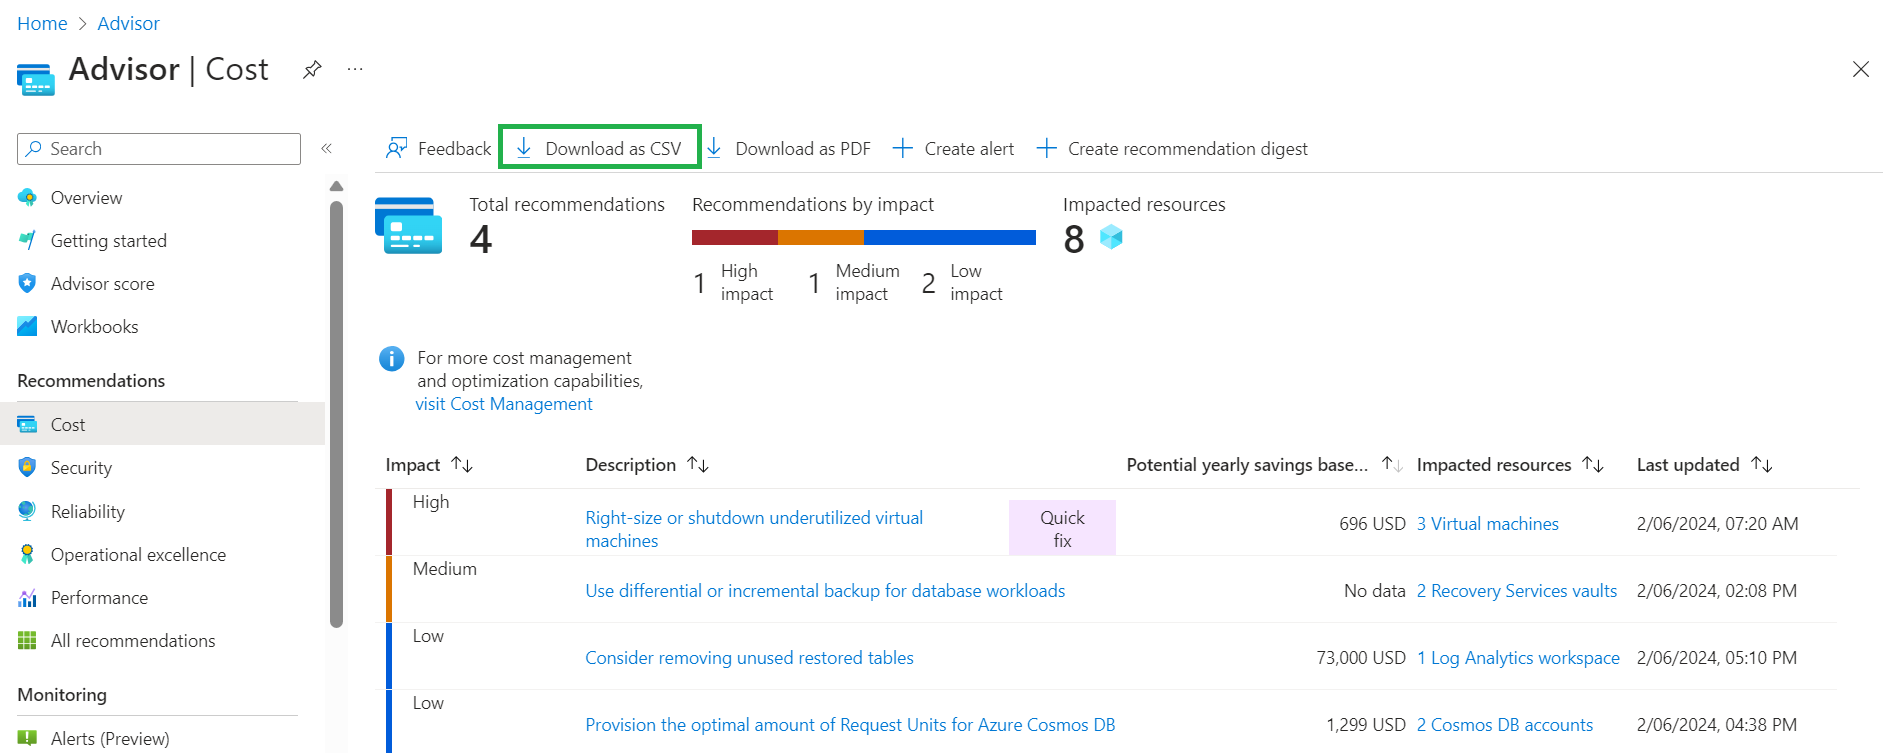 Home > Advisor
Advisor | Cost ...
Search «
Overview
Getting started
Advisor score
Workbooks
Recommendations
Cost
Security
Reliability
Operational excellence
Performance
All recommendations
Monitoring
Alerts (Preview)
Feedback Download as CSV Download as PDF Create alert Create recommendation digest
Total recommendations
4
Recommendations by impact
1 High impact 1 Medium impact 2 Low impact
Impacted resources
8
For more cost management
and optimization capabilities,
visit Cost Management
Impact Description Potential yearly savings base... Impacted resources Last updated
High Right-size or shutdown underutilized virtual machines Quick fix 696 USD 3 Virtual machines 2/06/2024, 07:20 AM
Medium Use differential or incremental backup for database workloads No data 2 Recovery Services vaults 2/06/2024, 02:08 PM
Low Consider removing unused restored tables 73,000 USD 1 Log Analytics workspace 2/06/2024, 05:10 PM
Low Provision the optimal amount of Request Units for Azure Cosmos DB 1,299 USD 2 Cosmos DB accounts 2/06/2024, 04:38 PM